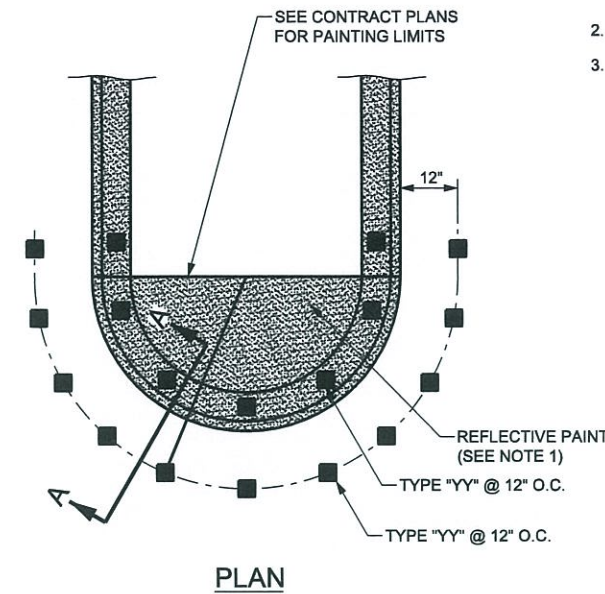 SEE CONTRACT PLANS
FOR PAINTING LIMITS
2.
3.
12"
A
A
REFLECTIVE PAINT
(SEE NOTE 1)
TYPE "YY" @ 12" O.C.
TYPE "YY" @ 12" O.C.
PLAN